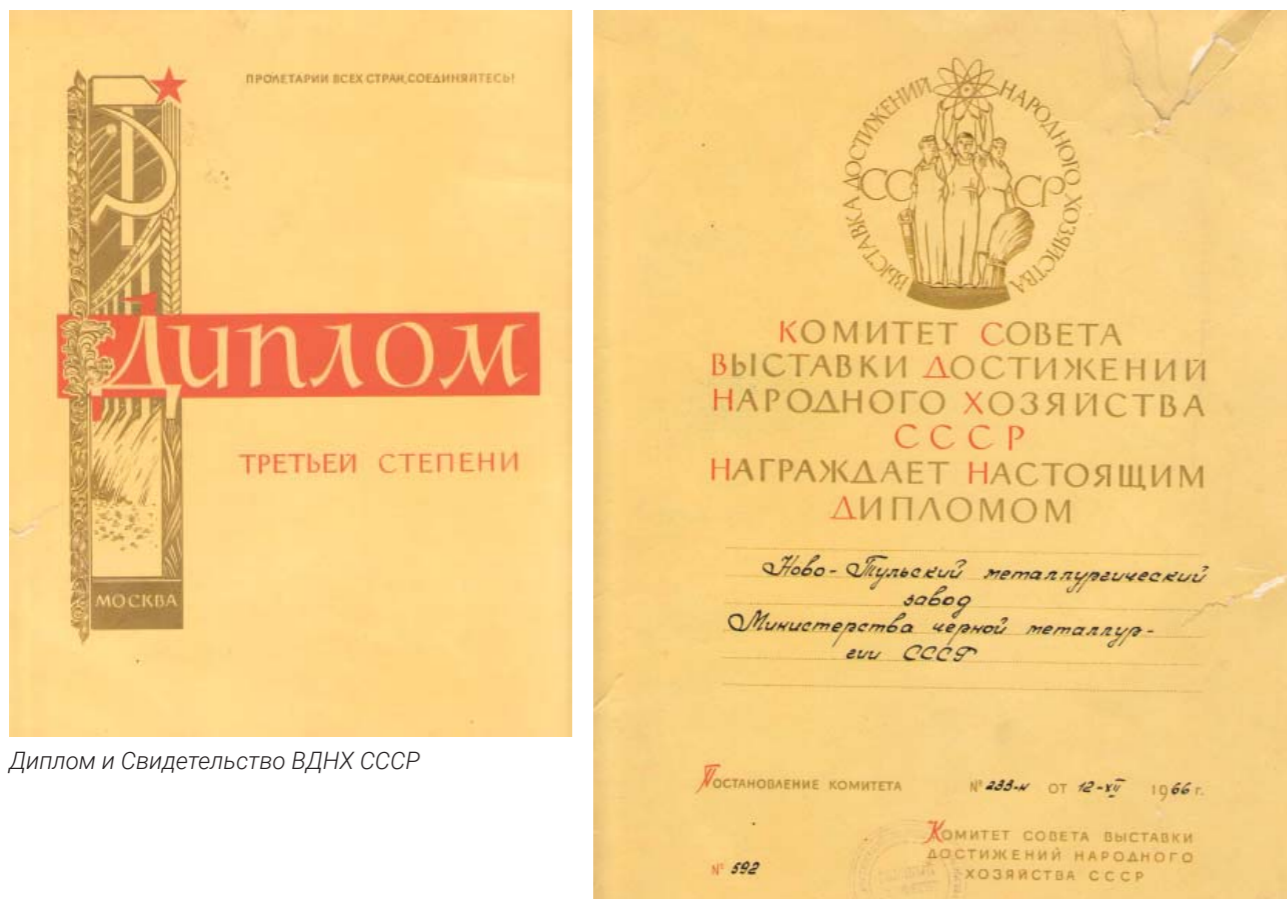 ПРОЛЕТАРИИ ВСЕХ СТРАН, СОЕДИНЯЙТЕСЬ!
ДИПЛОМ
ТРЕТЬЕЙ СТЕПЕНИ
МОСКВА
Диплом и Свидетельство ВДНХ СССР
ВЫСТАВКА ДОСТИЖЕНИЙ НАРОДНОГО ХОЗЯЙСТВА
СССР
КОМИТЕТ СОВЕТА
ВЫСТАВКИ ДОСТИЖЕНИЙ
НАРОДНОГО ХОЗЯЙСТВА
СССР
НАГРАЖДАЕТ НАСТОЯЩИМ
ДИПЛОМОМ
Ново-Тульский металлургический
завод
Министерства черной металлур-
гии СССР
ПОСТАНОВЛЕНИЕ КОМИТЕТА № 233-н ОТ 12-XII 1966 г.
КОМИТЕТ СОВЕТА ВЫСТАВКИ
ДОСТИЖЕНИЙ НАРОДНОГО
ХОЗЯЙСТВА СССР
№ 592